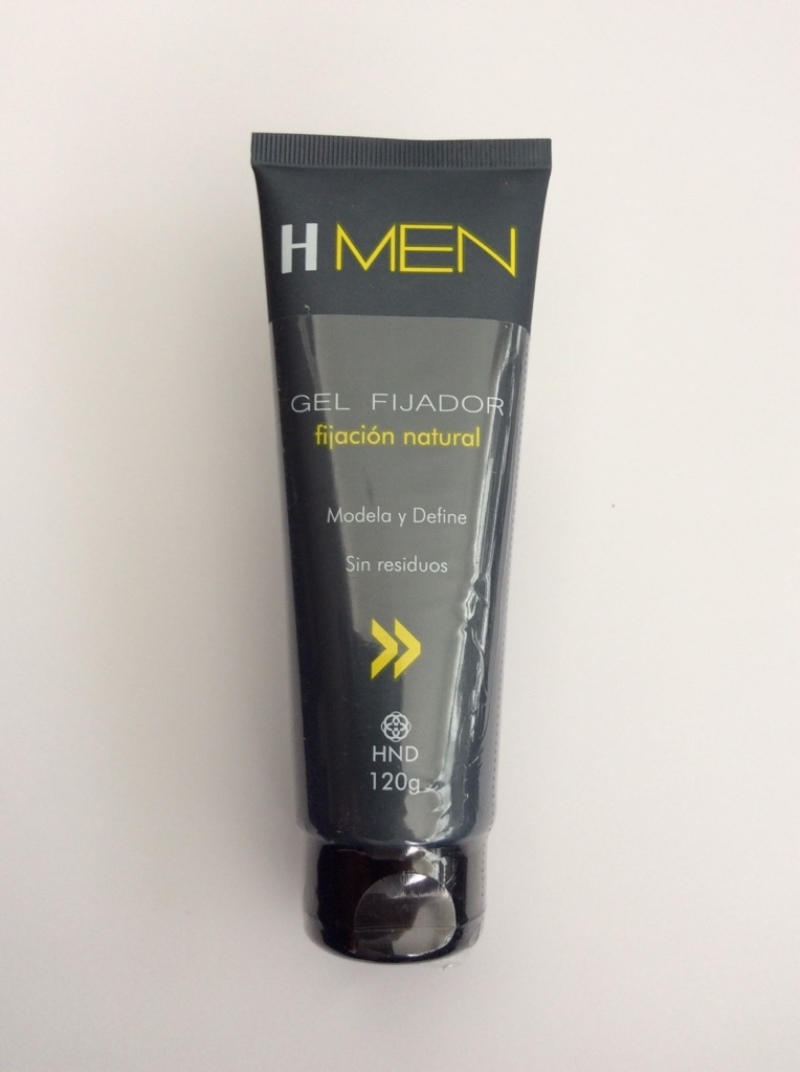 H MEN
GEL FIJADOR
fijación natural
Modela y Define
Sin residuos
HND
120g